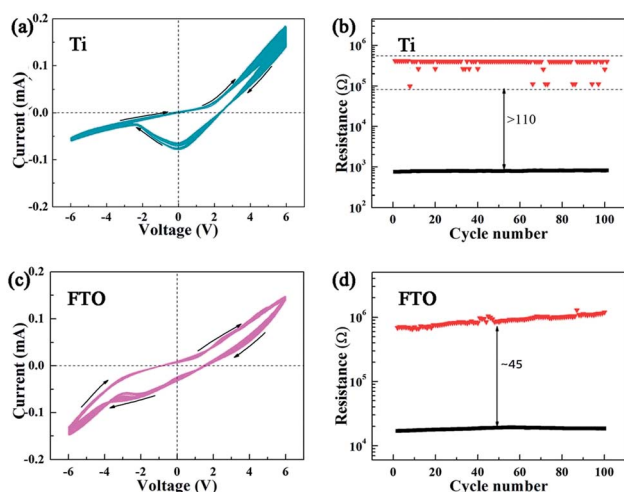 (a)
Ti
0.2
0.1
0.0
-0.1
-0.2
Current (mA)
-6 -4 -2 0 2 4 6
Voltage (V)
(b)
Ti
10^6
10^5
10^4
10^3
10^2
Resistance (Ω)
>110
0 20 40 60 80 100
Cycle number
(c)
FTO
0.2
0.1
0.0
-0.1
-0.2
Current (mA)
-6 -4 -2 0 2 4 6
Voltage (V)
(d)
FTO
10^6
10^5
10^4
Resistance (Ω)
~45
0 20 40 60 80 100
Cycle number